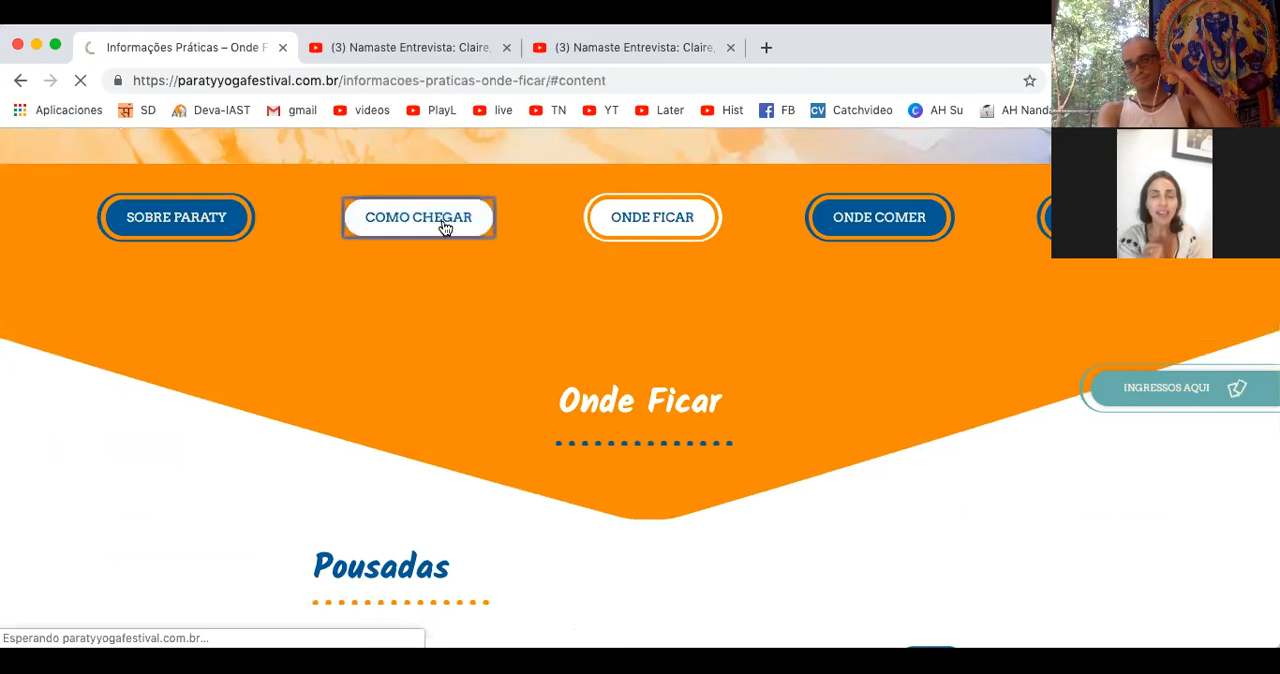 Informações Práticas – Onde F
(3) Namaste Entrevista: Claire,
(3) Namaste Entrevista: Claire,
https://paratyyogafestival.com.br/informacoes-praticas-onde-ficar/#content
Aplicaciones SD Deva-IAST gmail videos PlayL live TN YT Later Hist FB Catchvideo AH Su AH Nanda
SOBRE PARATY COMO CHEGAR ONDE FICAR ONDE COMER
INGRESSOS AQUI
Onde Ficar
Pousadas
Esperando paratyyogafestival.com.br...